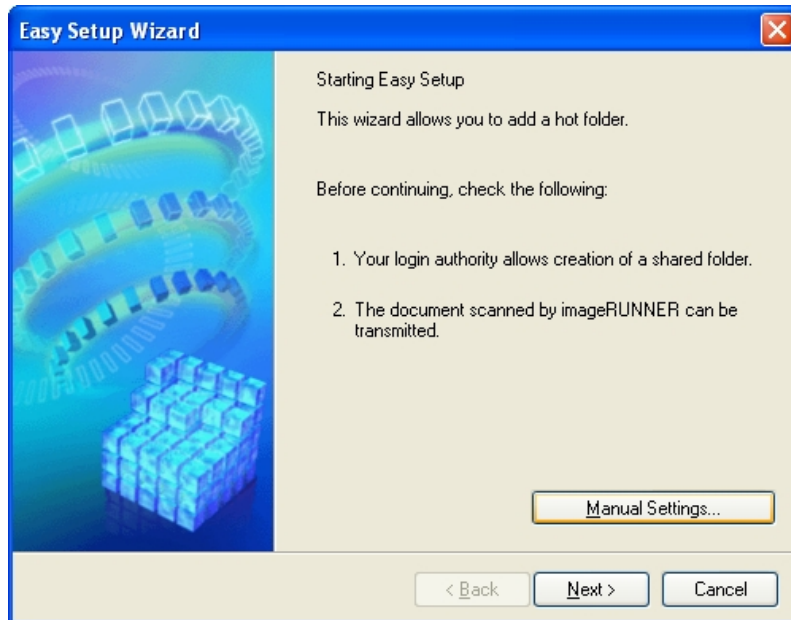 Easy Setup Wizard
Starting Easy Setup
This wizard allows you to add a hot folder.
Before continuing, check the following:
1. Your login authority allows creation of a shared folder.
2. The document scanned by imageRUNNER can be
transmitted.
Manual Settings...
< Back
Next >
Cancel